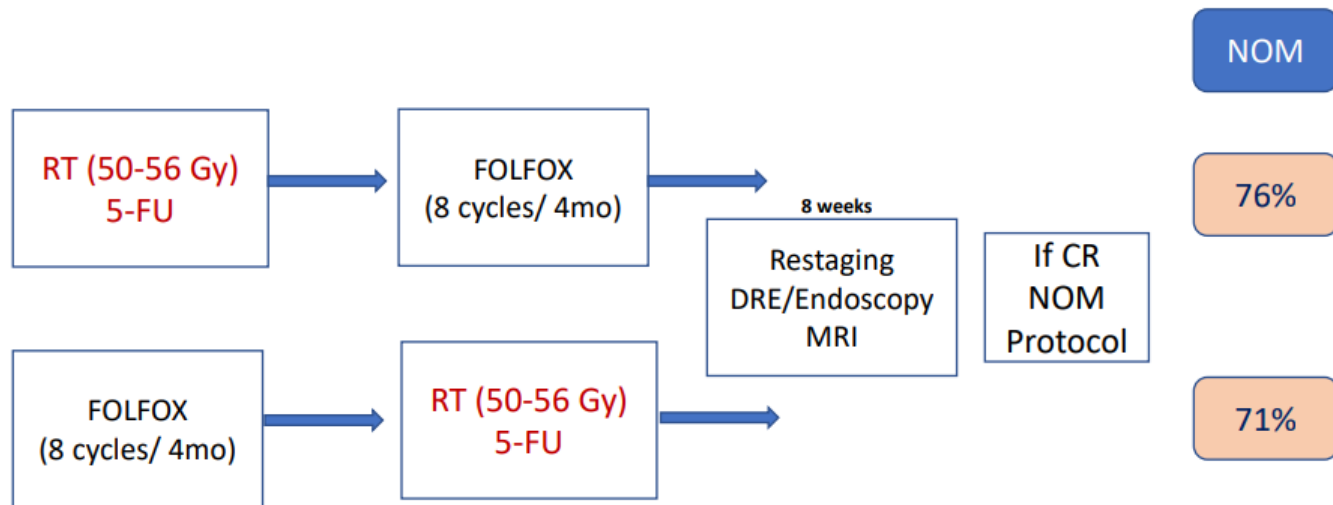 NOM
RT (50-56 Gy)
5-FU
FOLFOX
(8 cycles/ 4mo)
76%
8 weeks
Restaging
DRE/Endoscopy
MRI
If CR
NOM
Protocol
FOLFOX
(8 cycles/ 4mo)
RT (50-56 Gy)
5-FU
71%